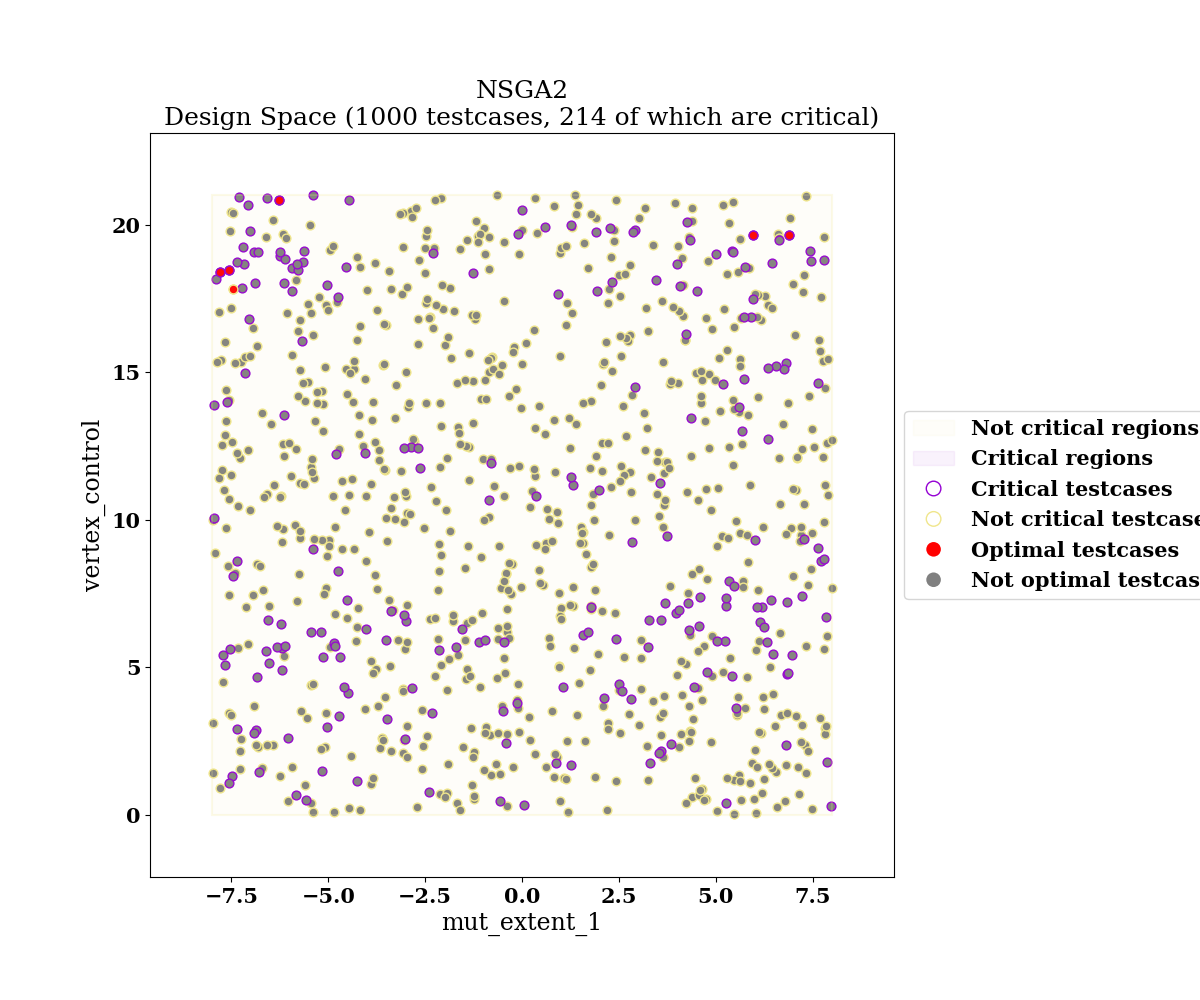 NSGA2
Design Space (1000 testcases, 214 of which are critical)
20
15
10
5
0
vertex_control
−7.5 −5.0 −2.5 0.0 2.5 5.0 7.5
mut_extent_1
Not critical regions
Critical regions
Critical testcases
Not critical testcase
Optimal testcases
Not optimal testcas